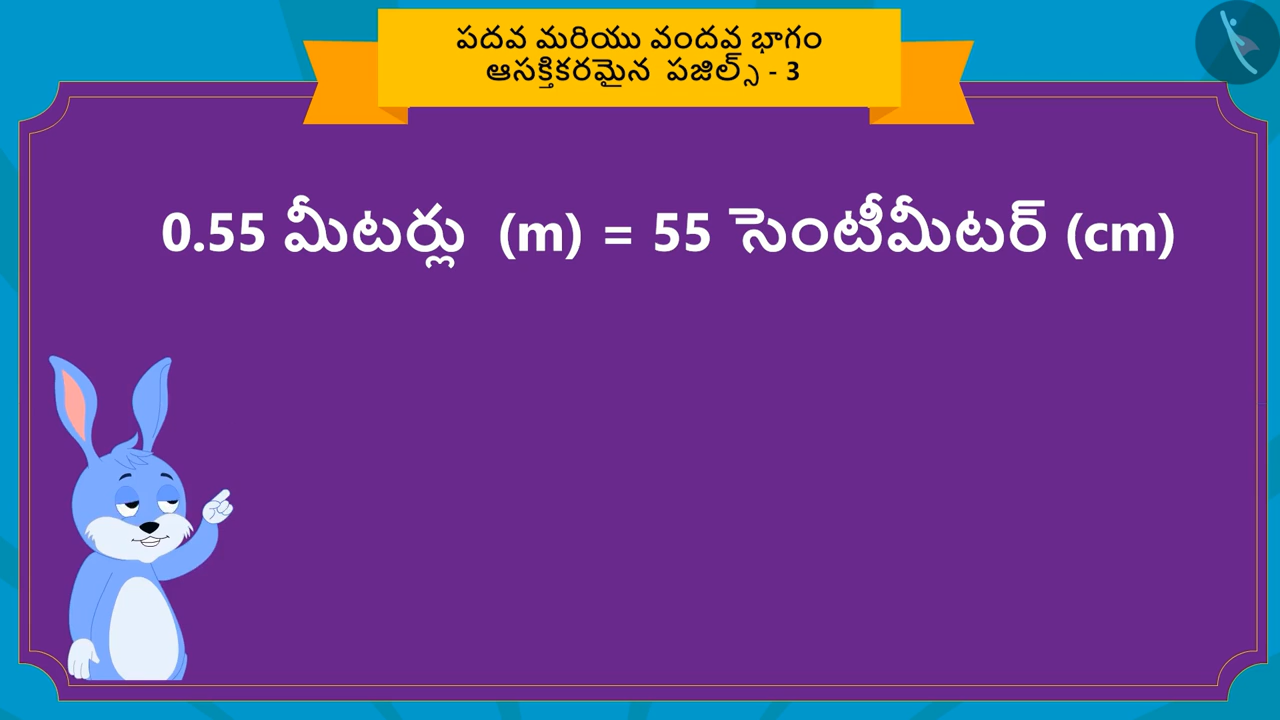 పదవ మరియు వందవ భాగం
ఆసక్తికరమైన పజిల్స్ - 3
0.55 మీటర్లు (m) = 55 సెంటీమీటర్ (cm)